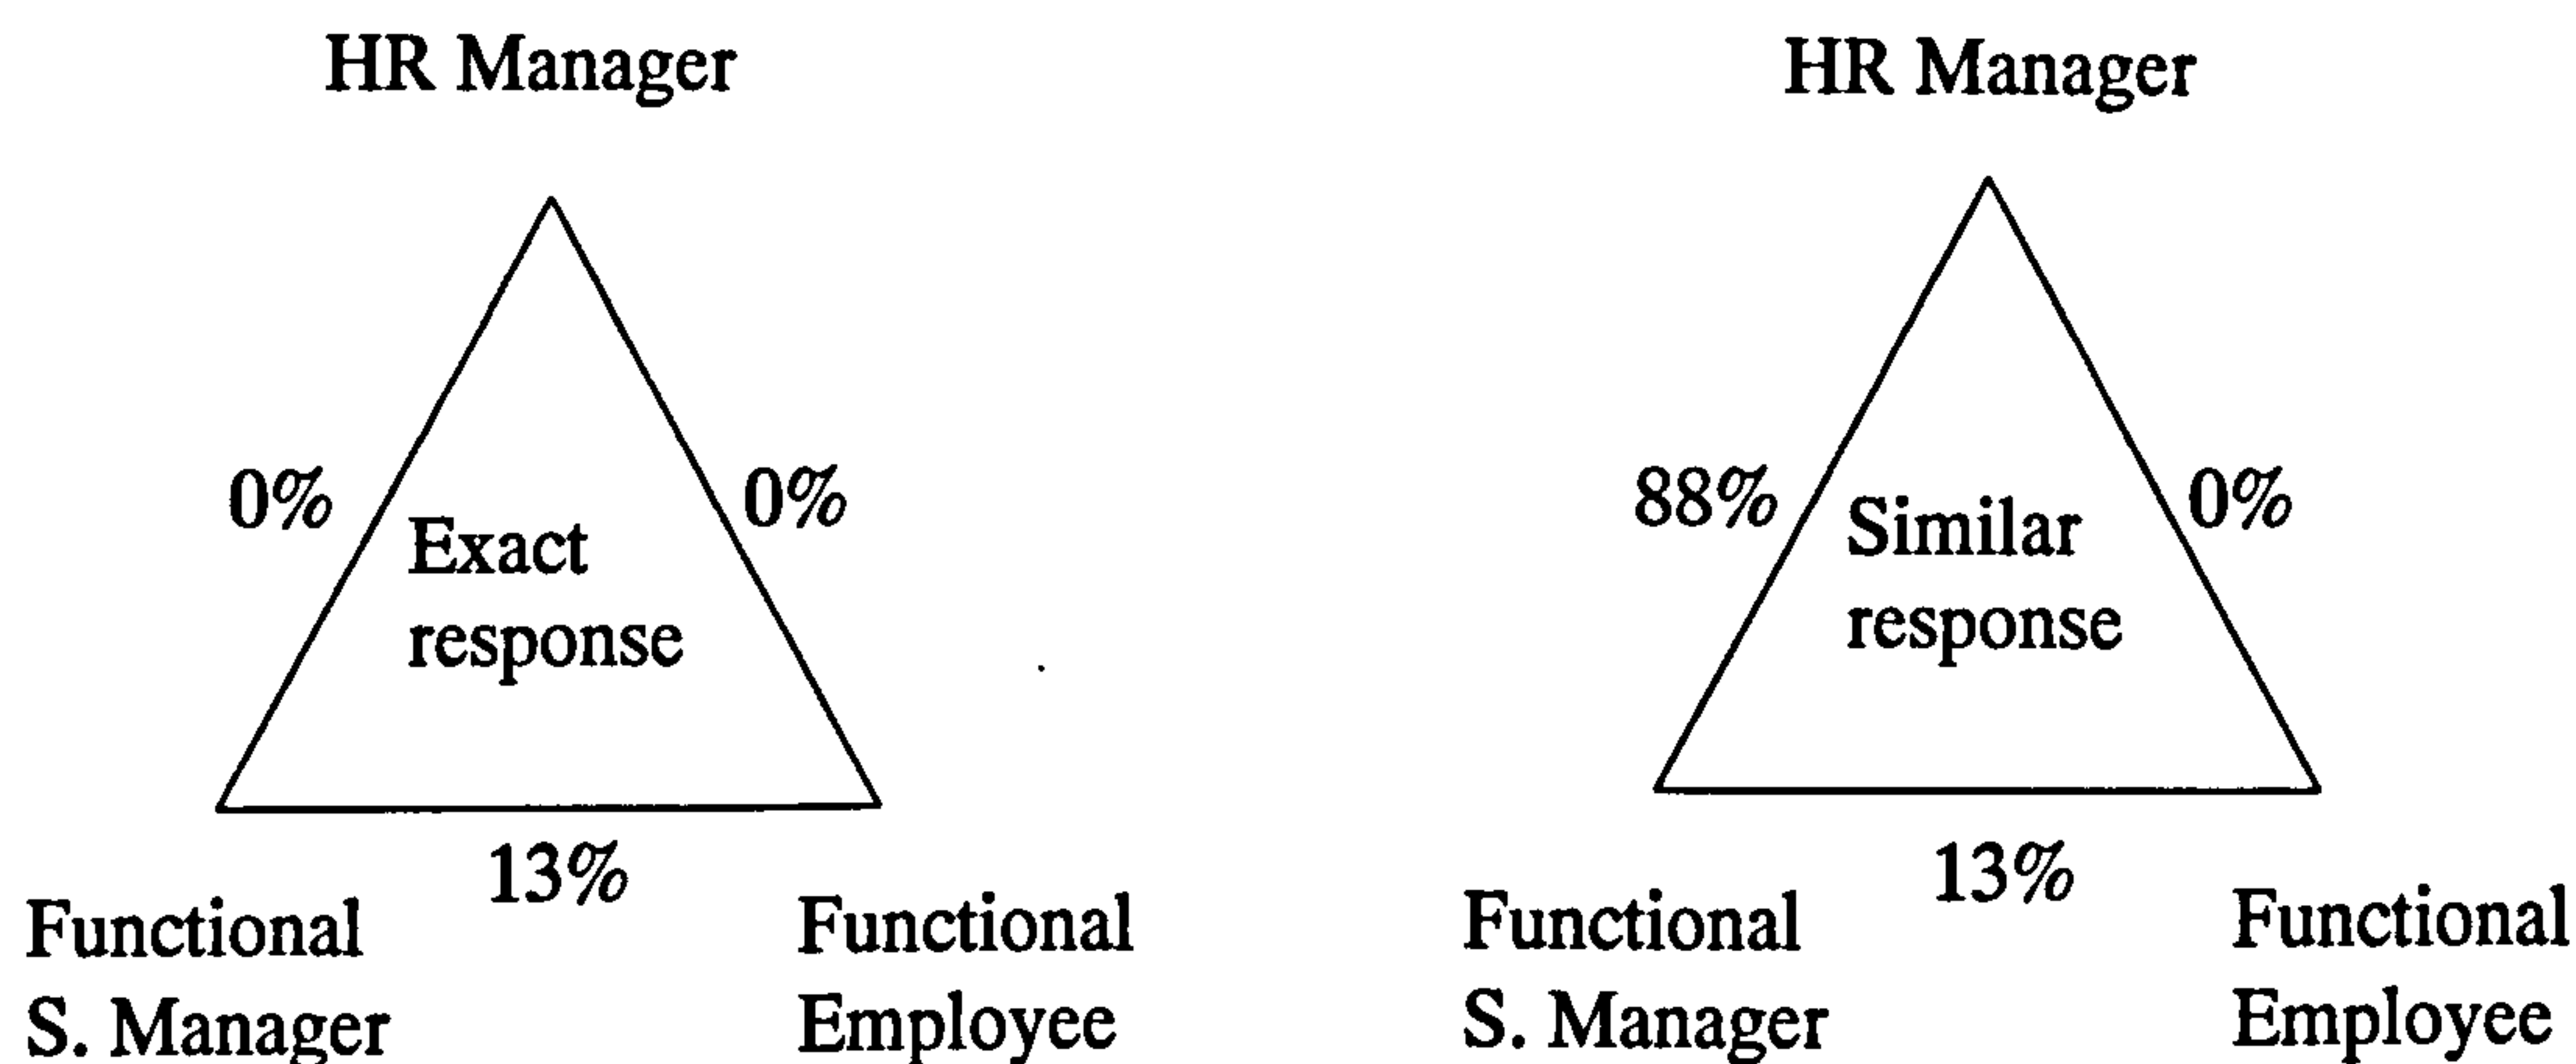 HR Manager
0%
0%
Exact
response
13%
Functional
S. Manager
Functional
Employee
HR Manager
88%
0%
Similar
response
13%
Functional
S. Manager
Functional
Employee